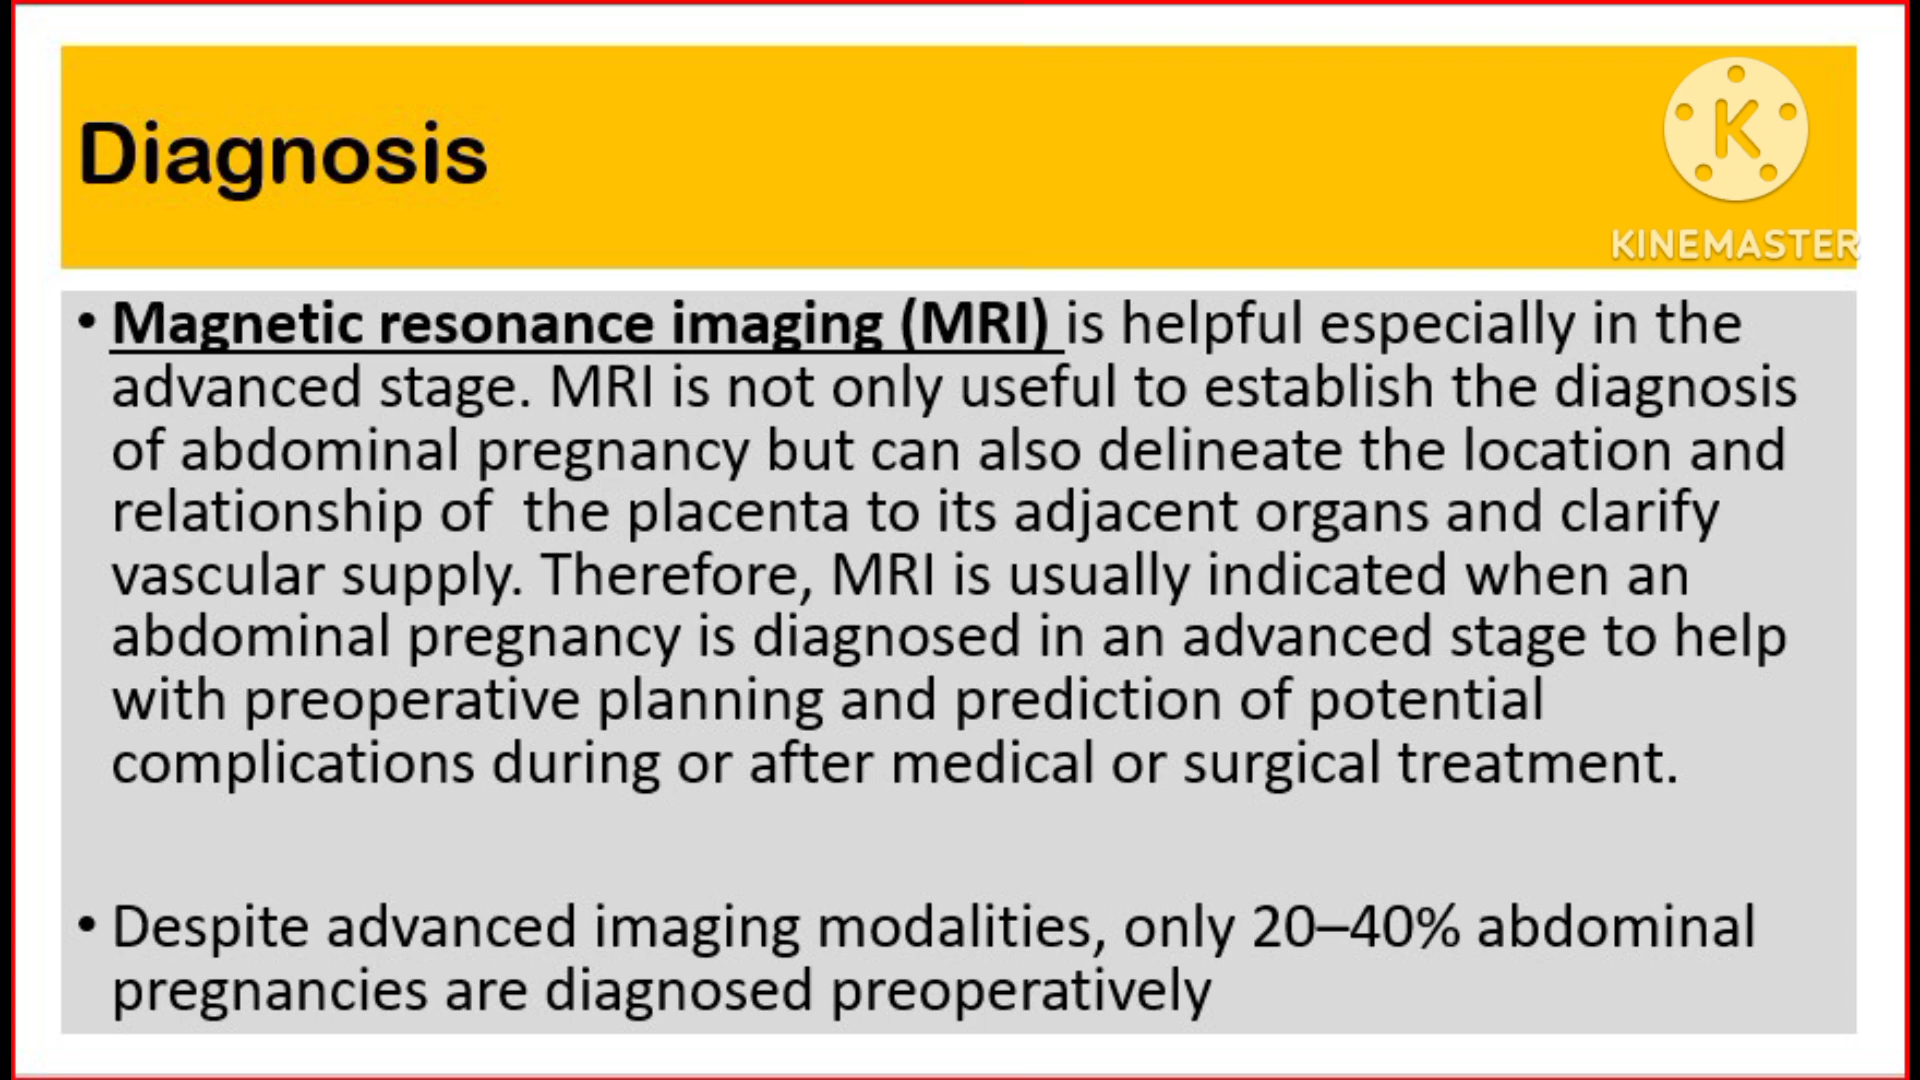 Diagnosis
K
KINEMASTER
• Magnetic resonance imaging (MRI) is helpful especially in the
advanced stage. MRI is not only useful to establish the diagnosis
of abdominal pregnancy but can also delineate the location and
relationship of  the placenta to its adjacent organs and clarify
vascular supply. Therefore, MRI is usually indicated when an
abdominal pregnancy is diagnosed in an advanced stage to help
with preoperative planning and prediction of potential
complications during or after medical or surgical treatment.
• Despite advanced imaging modalities, only 20–40% abdominal
pregnancies are diagnosed preoperatively